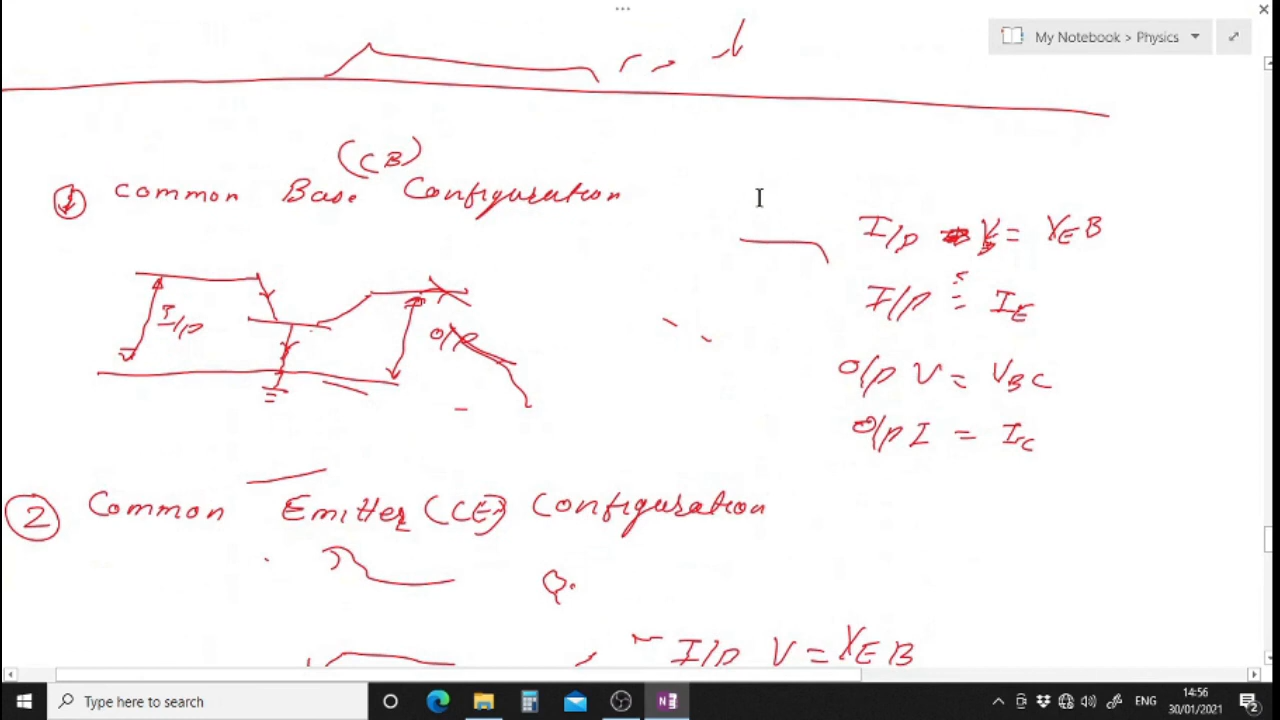 My Notebook > Physics
(CB)
① Common Base Configuration
I/p V = VEB
I/p I = IE
I/p
O/p
O/p V = VBC
O/p I = IC
② Common Emitter (CE) Configuration
I/p V = VEB
Type here to search
ENG
14:56
30/01/2021
2